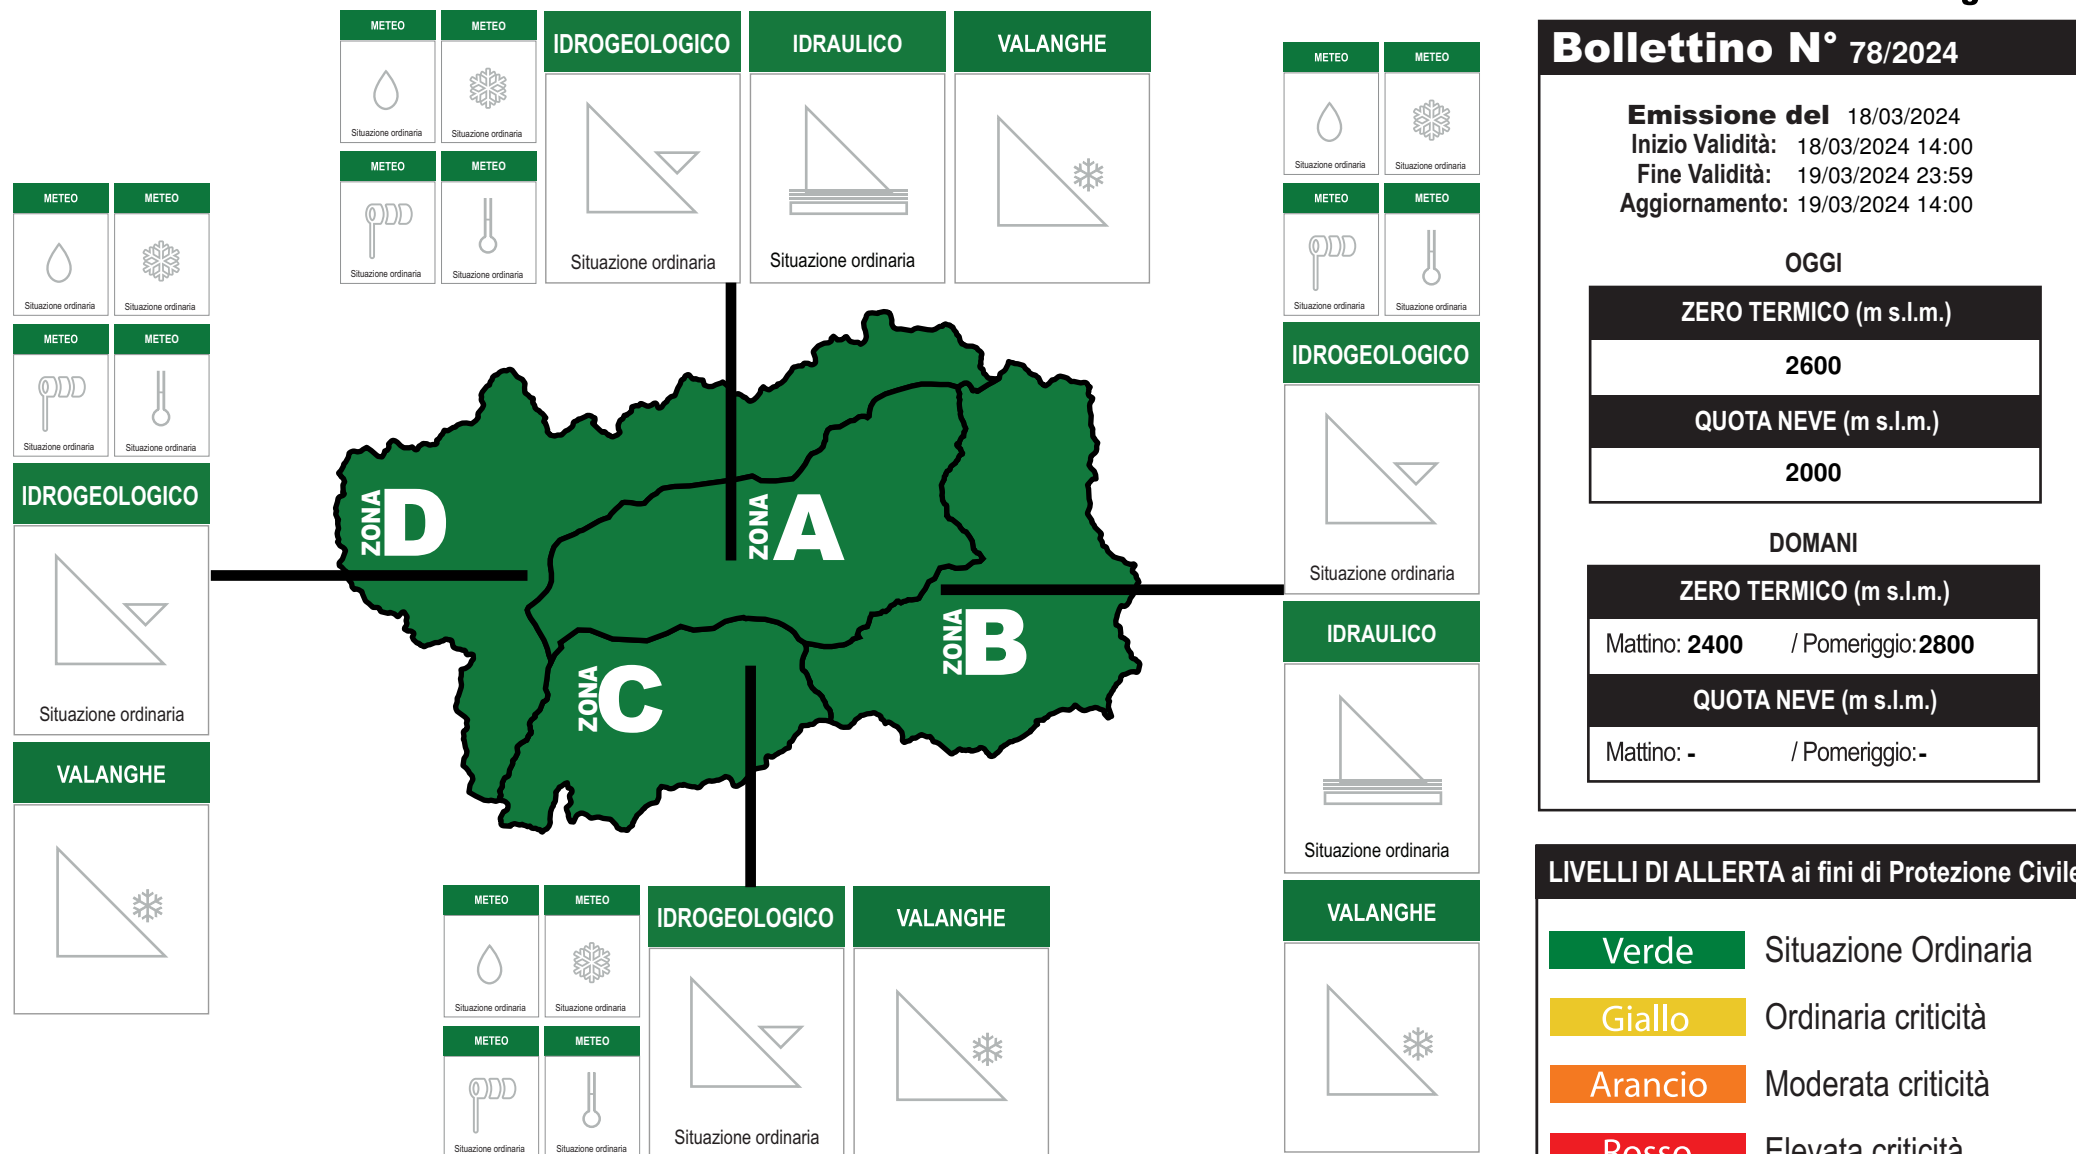 METEO
METEO
Situazione ordinaria
Situazione ordinaria
METEO
METEO
Situazione ordinaria
Situazione ordinaria
IDROGEOLOGICO
Situazione ordinaria
IDRAULICO
Situazione ordinaria
VALANGHE
METEO
METEO
Situazione ordinaria
Situazione ordinaria
METEO
METEO
Situazione ordinaria
Situazione ordinaria
IDROGEOLOGICO
Situazione ordinaria
VALANGHE
ZONA D
ZONA A
ZONA B
ZONA C
METEO
METEO
Situazione ordinaria
Situazione ordinaria
METEO
METEO
Situazione ordinaria
Situazione ordinaria
IDROGEOLOGICO
Situazione ordinaria
IDRAULICO
Situazione ordinaria
VALANGHE
METEO
METEO
Situazione ordinaria
Situazione ordinaria
METEO
METEO
Situazione ordinaria
Situazione ordinaria
IDROGEOLOGICO
Situazione ordinaria
VALANGHE
Bollettino N° 78/2024
Emissione del 18/03/2024
Inizio Validità: 18/03/2024 14:00
Fine Validità: 19/03/2024 23:59
Aggiornamento: 19/03/2024 14:00
OGGI
ZERO TERMICO (m s.l.m.)
2600
QUOTA NEVE (m s.l.m.)
2000
DOMANI
ZERO TERMICO (m s.l.m.)
Mattino: 2400 / Pomeriggio: 2800
QUOTA NEVE (m s.l.m.)
Mattino: - / Pomeriggio: -
LIVELLI DI ALLERTA ai fini di Protezione Civile
Verde Situazione Ordinaria
Giallo Ordinaria criticità
Arancio Moderata criticità
Rosso Elevata criticità